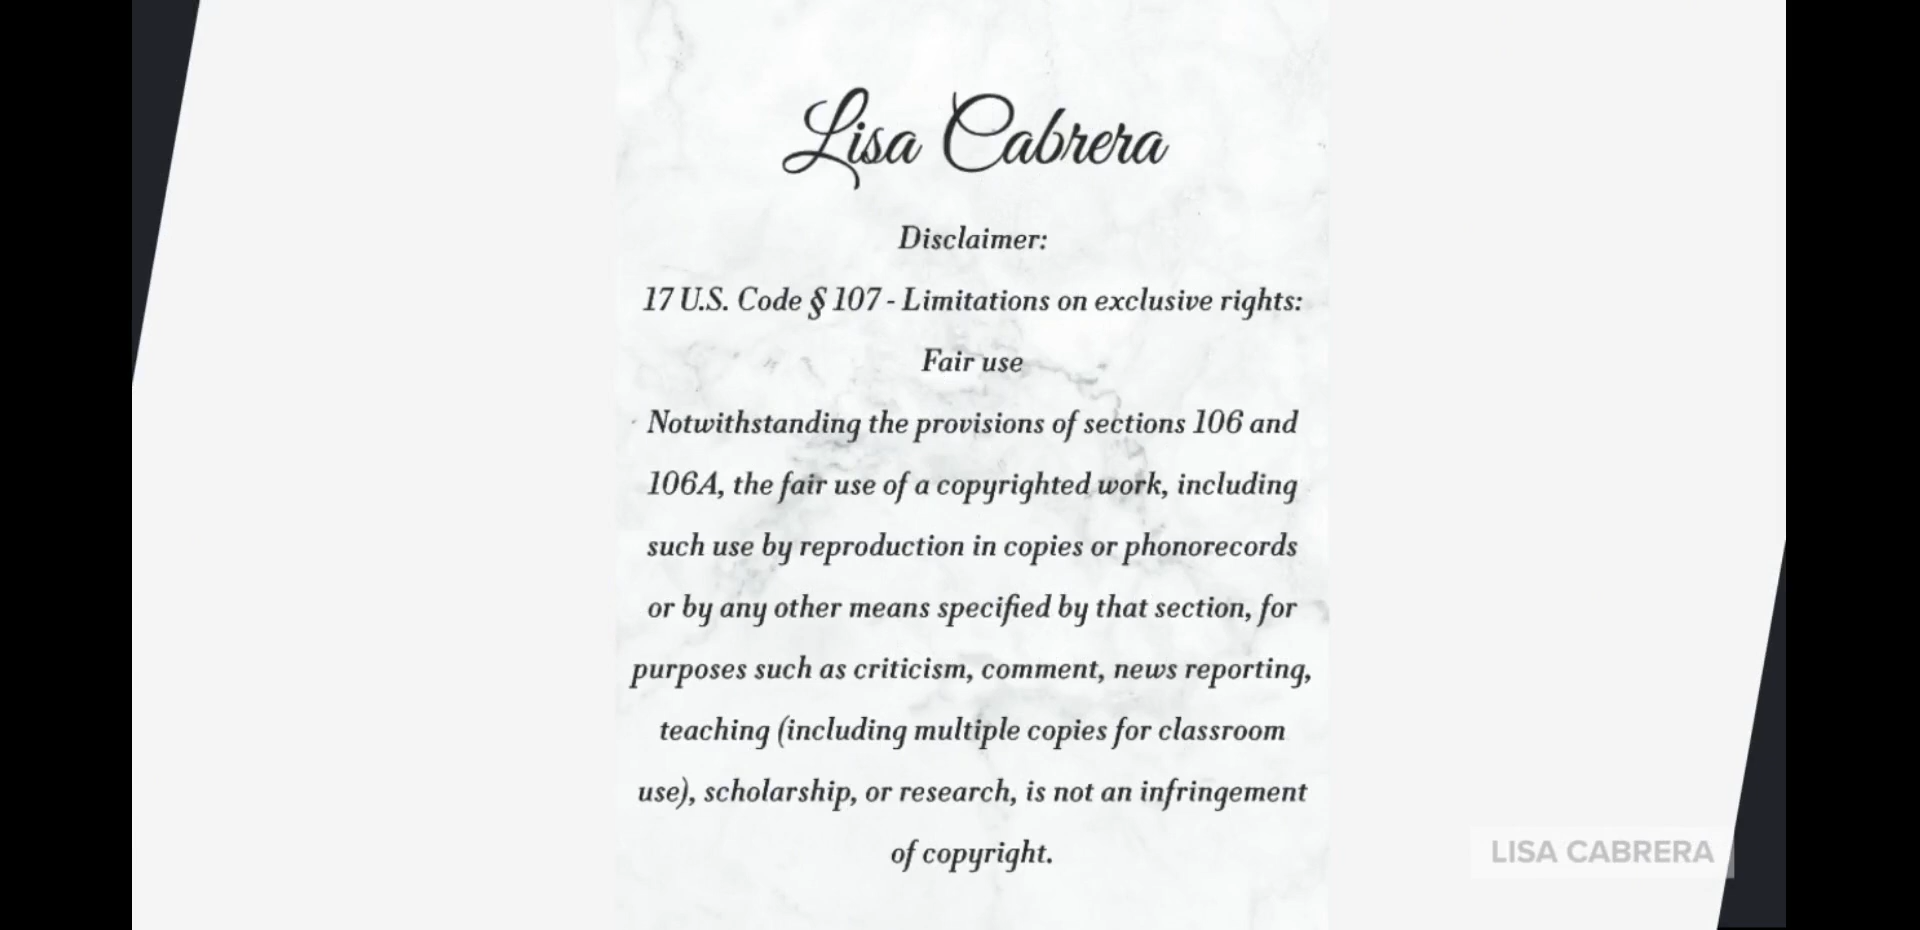 Lisa Cabrera
Disclaimer:
17 U.S. Code § 107 - Limitations on exclusive rights:
Fair use
Notwithstanding the provisions of sections 106 and
106A, the fair use of a copyrighted work, including
such use by reproduction in copies or phonorecords
or by any other means specified by that section, for
purposes such as criticism, comment, news reporting,
teaching (including multiple copies for classroom
use), scholarship, or research, is not an infringement
of copyright.
LISA CABRERA